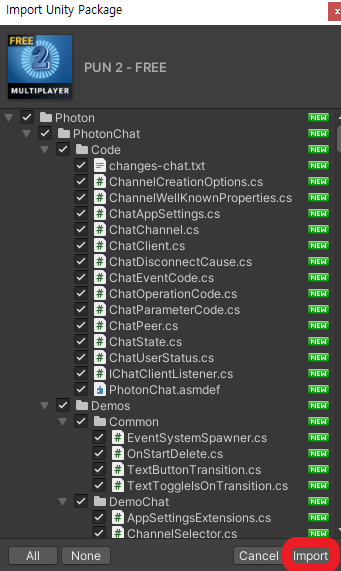 Import Unity Package
x
FREE
2
MULTIPLAYER
PUN 2 - FREE
Photon NEW
PhotonChat NEW
Code NEW
changes-chat.txt NEW
ChannelCreationOptions.cs NEW
ChannelWellKnownProperties.cs NEW
ChatAppSettings.cs NEW
ChatChannel.cs NEW
ChatClient.cs NEW
ChatDisconnectCause.cs NEW
ChatEventCode.cs NEW
ChatOperationCode.cs NEW
ChatParameterCode.cs NEW
ChatPeer.cs NEW
ChatState.cs NEW
ChatUserStatus.cs NEW
IChatClientListener.cs NEW
PhotonChat.asmdef NEW
Demos NEW
Common NEW
EventSystemSpawner.cs NEW
OnStartDelete.cs NEW
TextButtonTransition.cs NEW
TextToggleIsOnTransition.cs NEW
DemoChat NEW
AppSettingsExtensions.cs NEW
ChannelSelector.cs NEW
All None Cancel Import